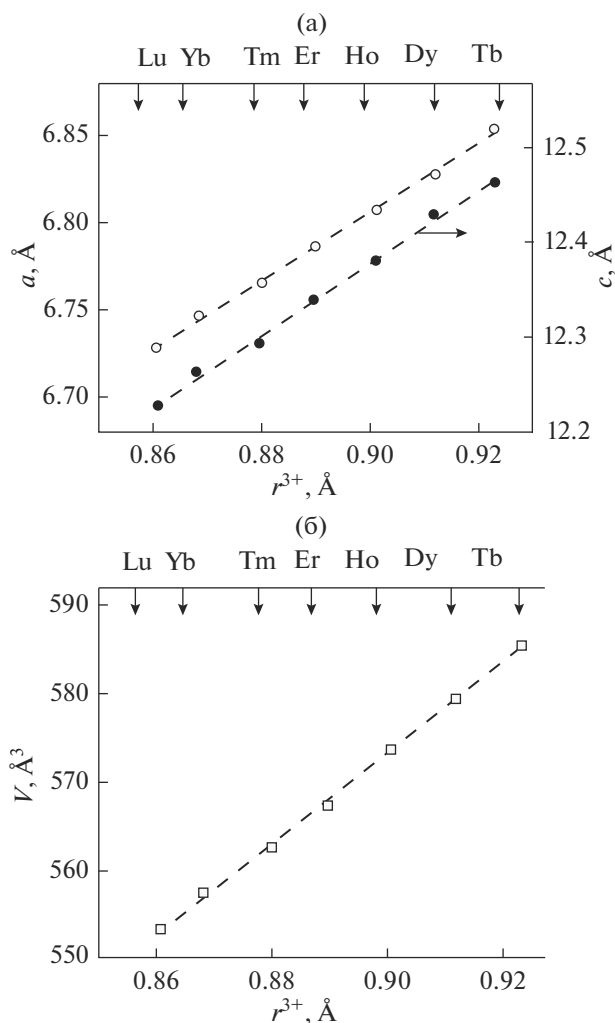 (а)
Lu Yb Tm Er Ho Dy Tb
6.85
6.80
6.75
6.70
a, Å
12.5
12.4
12.3
12.2
c, Å
0.86 0.88 0.90 0.92
r³⁺, Å
(б)
Lu Yb Tm Er Ho Dy Tb
590
580
570
560
550
V, Å³
0.86 0.88 0.90 0.92
r³⁺, Å